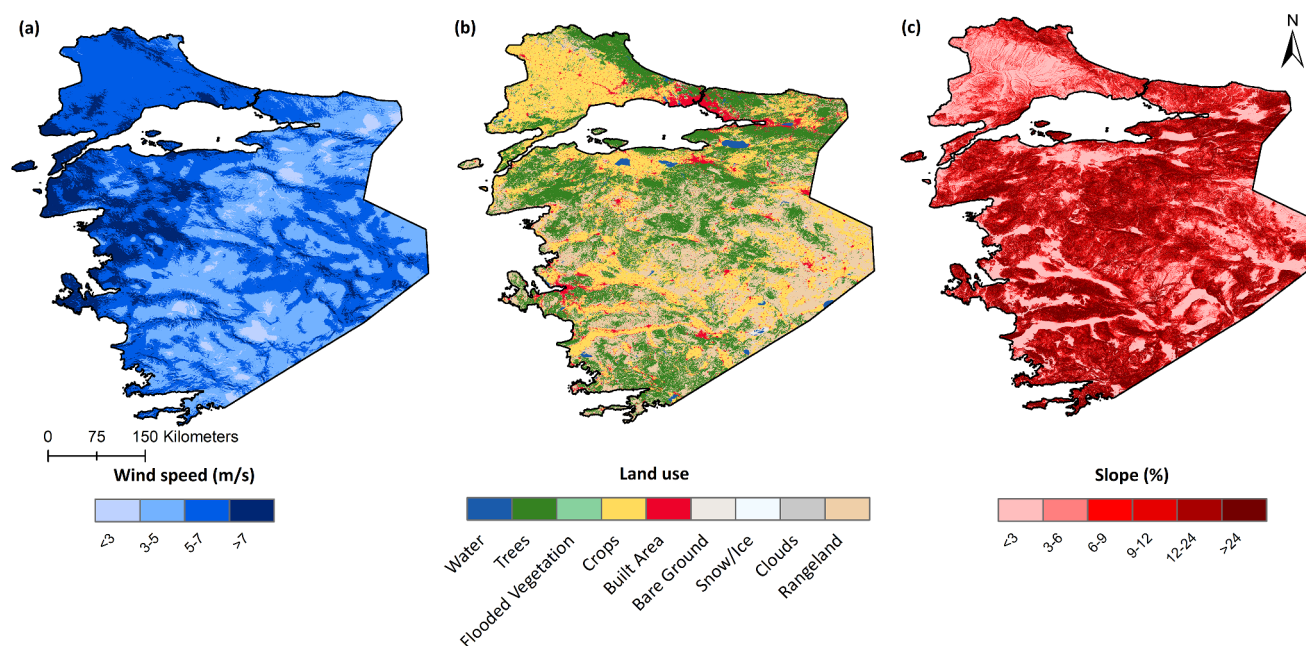 (a)
(b)
(c)
N
0 75 150 Kilometers
Wind speed (m/s)
<3 3-5 5-7 >7
Land use
Water Trees Flooded Vegetation Crops Built Area Bare Ground Snow/Ice Clouds Rangeland
Slope (%)
<3 3-6 6-9 9-12 12-24 >24